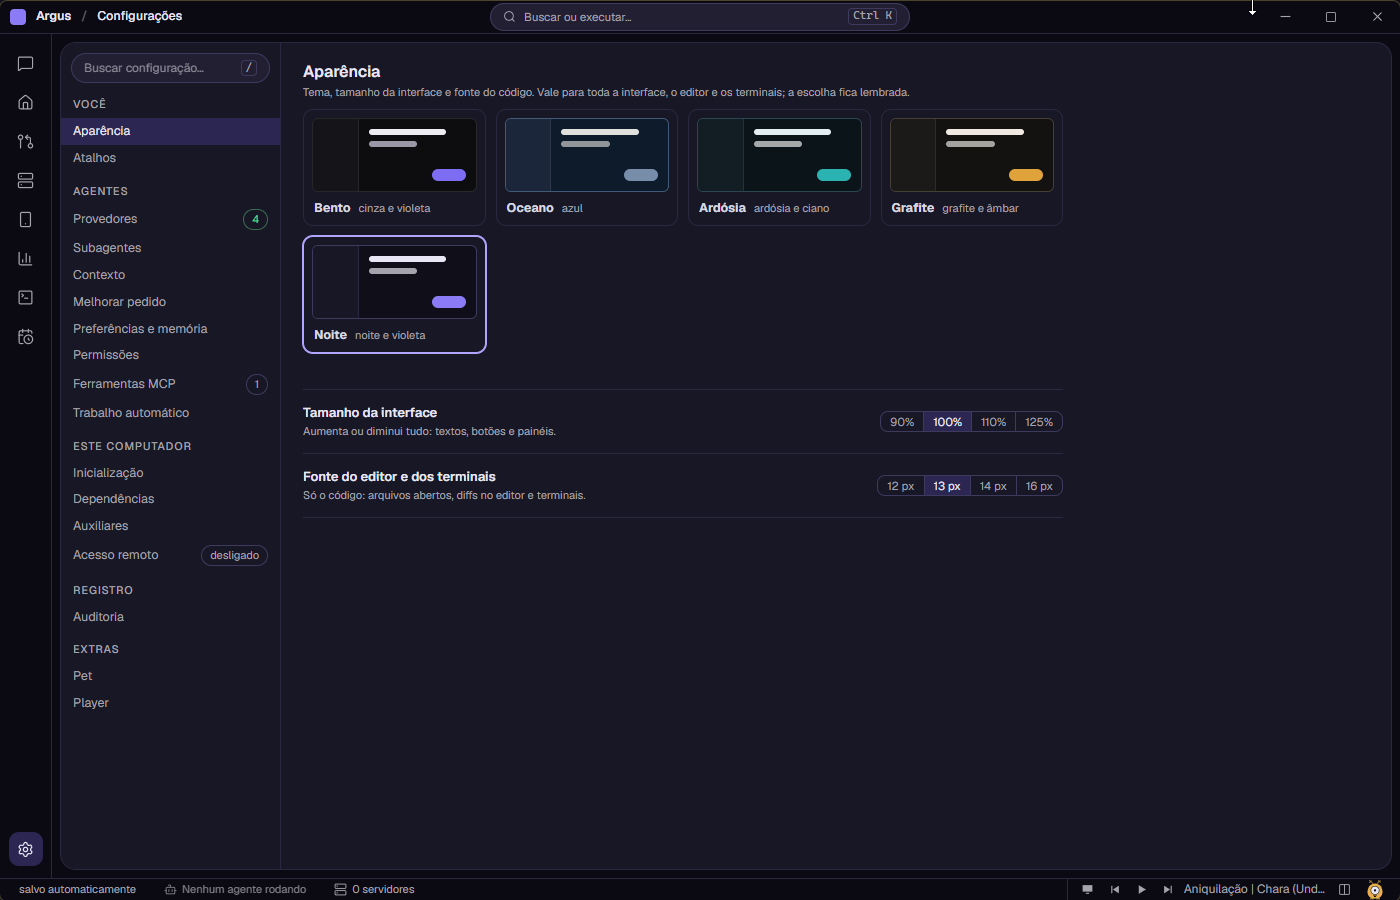 Argus / Configurações
Buscar ou executar...
Ctrl K
Buscar configuração...
/
VOCÊ
Aparência
Atalhos
AGENTES
Provedores 4
Subagentes
Contexto
Melhorar pedido
Preferências e memória
Permissões
Ferramentas MCP 1
Trabalho automático
ESTE COMPUTADOR
Inicialização
Dependências
Auxiliares
Acesso remoto desligado
REGISTRO
Auditoria
EXTRAS
Pet
Player
Aparência
Tema, tamanho da interface e fonte do código. Vale para toda a interface, o editor e os terminais; a escolha fica lembrada.
Bento cinza e violeta
Oceano azul
Ardósia ardósia e ciano
Grafite grafite e âmbar
Noite noite e violeta
Tamanho da interface
Aumenta ou diminui tudo: textos, botões e painéis.
90% 100% 110% 125%
Fonte do editor e dos terminais
Só o código: arquivos abertos, diffs no editor e terminais.
12 px 13 px 14 px 16 px
salvo automaticamente
Nenhum agente rodando
0 servidores
Aniquilação | Chara (Und...